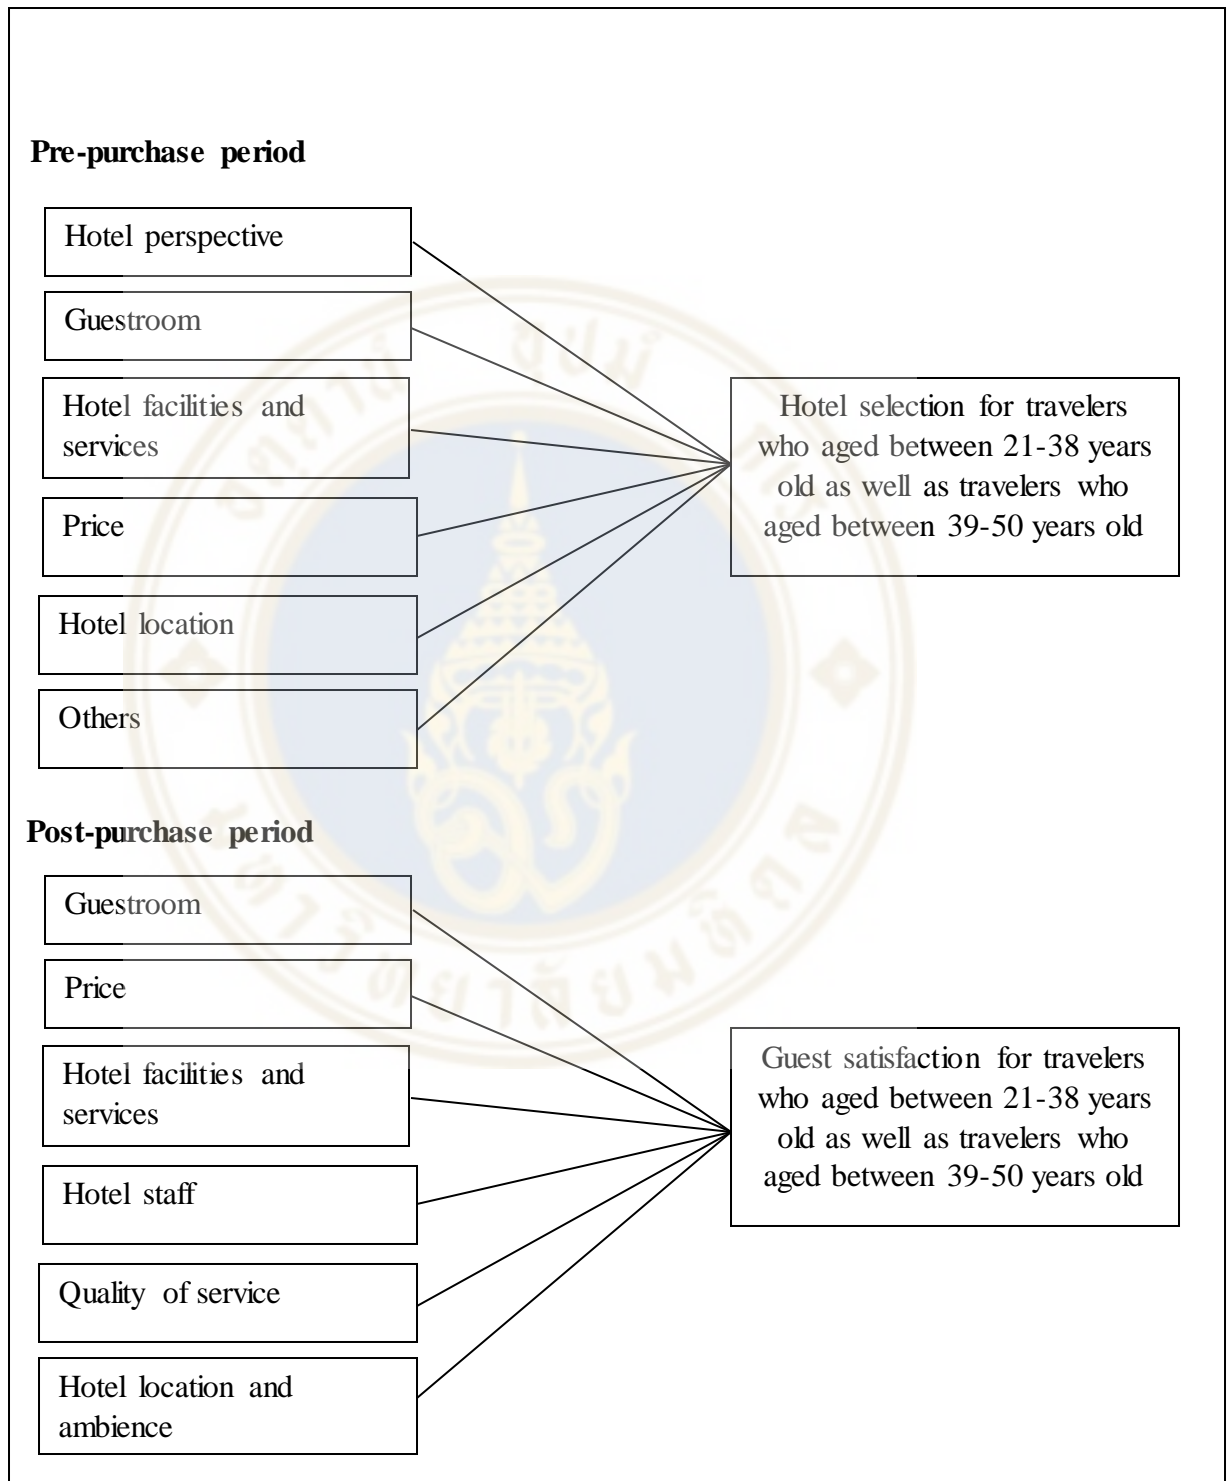 Pre-purchase period
Hotel perspective
Guestroom
Hotel facilities and
services
Price
Hotel location
Others
Hotel selection for travelers
who aged between 21-38 years
old as well as travelers who
aged between 39-50 years old
Post-purchase period
Guestroom
Price
Hotel facilities and
services
Hotel staff
Quality of service
Hotel location and
ambience
Guest satisfaction for travelers
who aged between 21-38 years
old as well as travelers who
aged between 39-50 years old